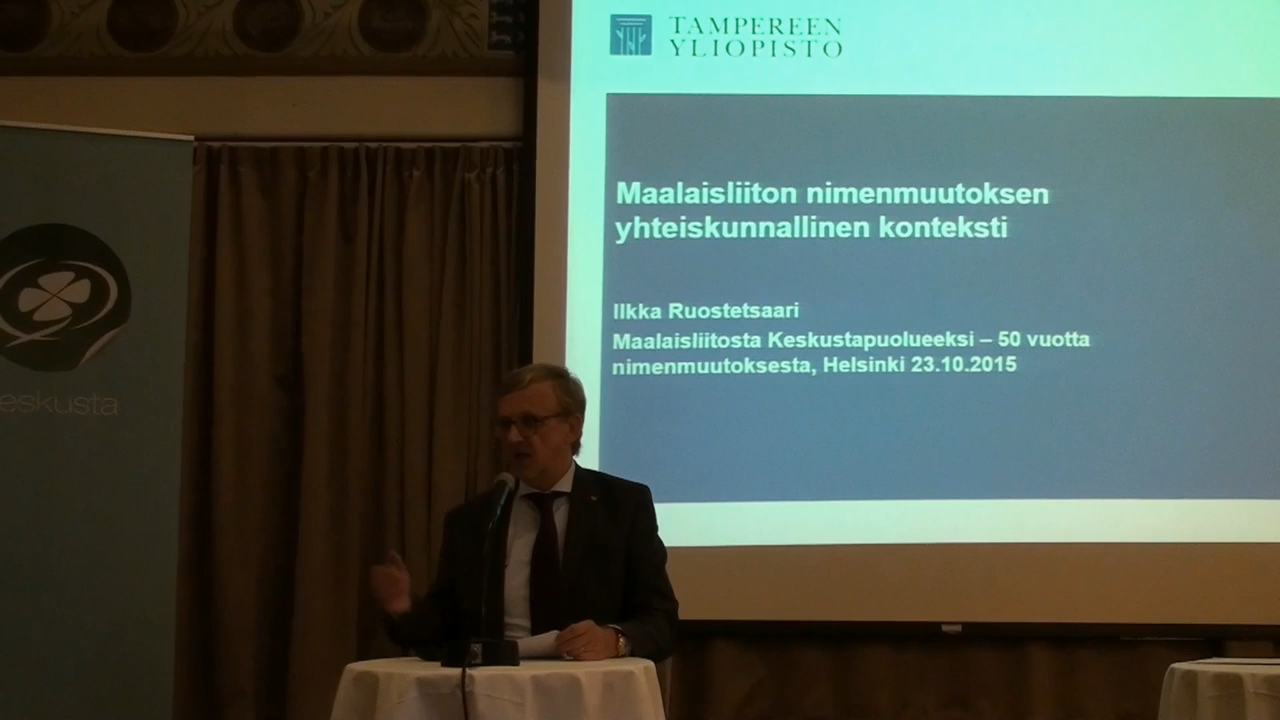 TAMPEREEN
YLIOPISTO
Maalaisliiton nimenmuutoksen
yhteiskunnallinen konteksti
Ilkka Ruostetsaari
Maalaisliitosta Keskustapuolueeksi – 50 vuotta
nimenmuutoksesta, Helsinki 23.10.2015
eskusta